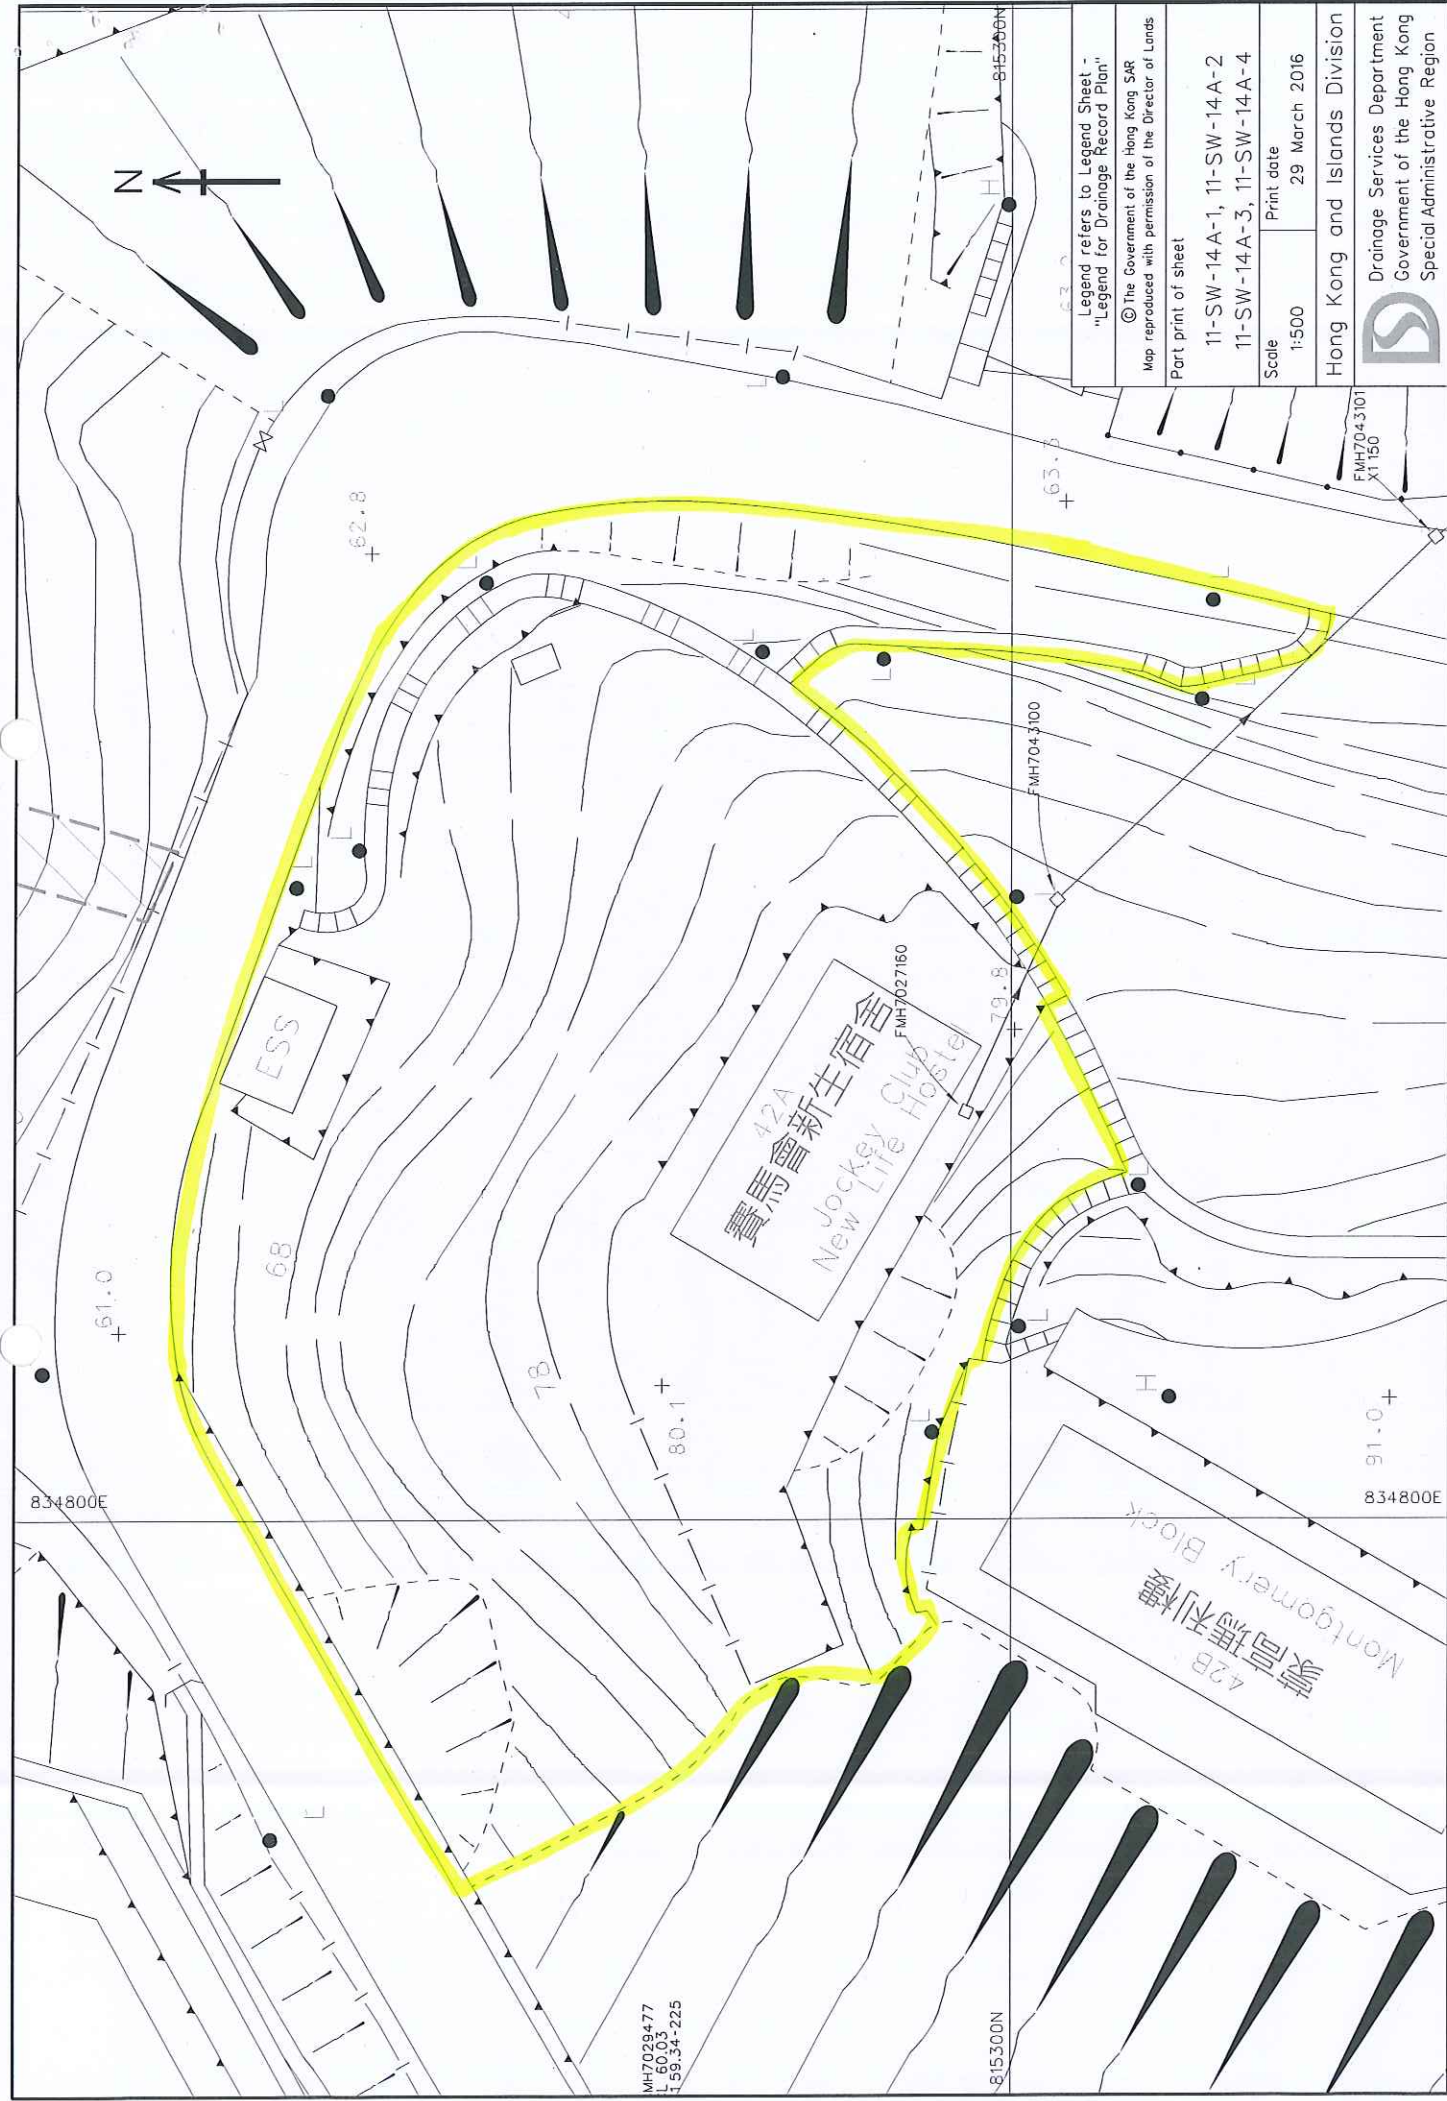 N
815300N
H
62.8
63.3
L
L
L
L
L
L
L
L
L
FMH7043101
X1 150
FMH7043100
ESS
FMH7027160
79.8
42A
賽馬會新生宿舍
Jockey Club
New Life Hostel
68
61.0
78
80.1
L
L
L
H
91.0
834800E
834800E
42B
蒙高瑪利樓
Montgomery Block
L
MH7029477
L 60.03
1 59.34-225
815300N
Legend refers to Legend Sheet -
"Legend for Drainage Record Plan"
© The Government of the Hong Kong SAR
Map reproduced with permission of the Director of Lands
Part print of sheet
11-SW-14A-1, 11-SW-14A-2
11-SW-14A-3, 11-SW-14A-4
Scale
1:500
Print date
29 March 2016
Hong Kong and Islands Division
Drainage Services Department
Government of the Hong Kong
Special Administrative Region